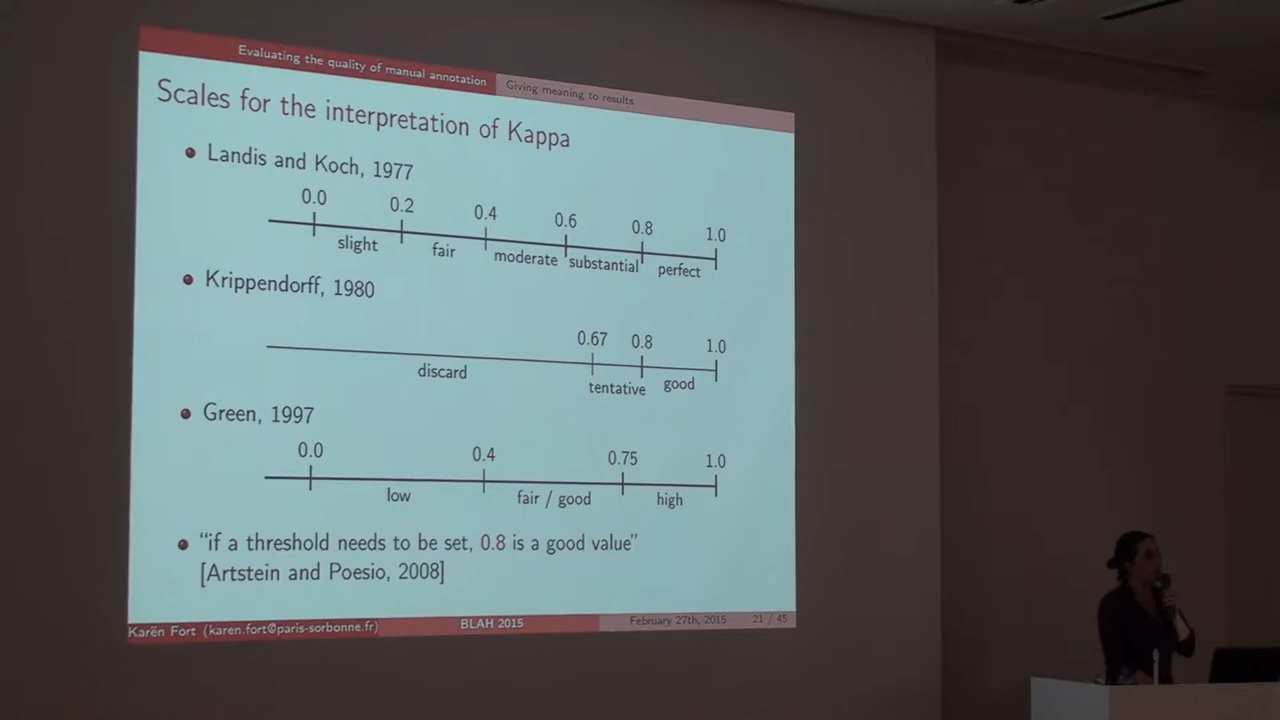 Evaluating the quality of manual annotation Giving meaning to results
Scales for the interpretation of Kappa
Landis and Koch, 1977
0.0 0.2 0.4 0.6 0.8 1.0
slight fair moderate substantial perfect
Krippendorff, 1980
0.67 0.8 1.0
discard tentative good
Green, 1997
0.0 0.4 0.75 1.0
low fair / good high
“if a threshold needs to be set, 0.8 is a good value”
[Artstein and Poesio, 2008]
Karën Fort (karen.fort@paris-sorbonne.fr) BLAH 2015 February 27th, 2015 21 / 45